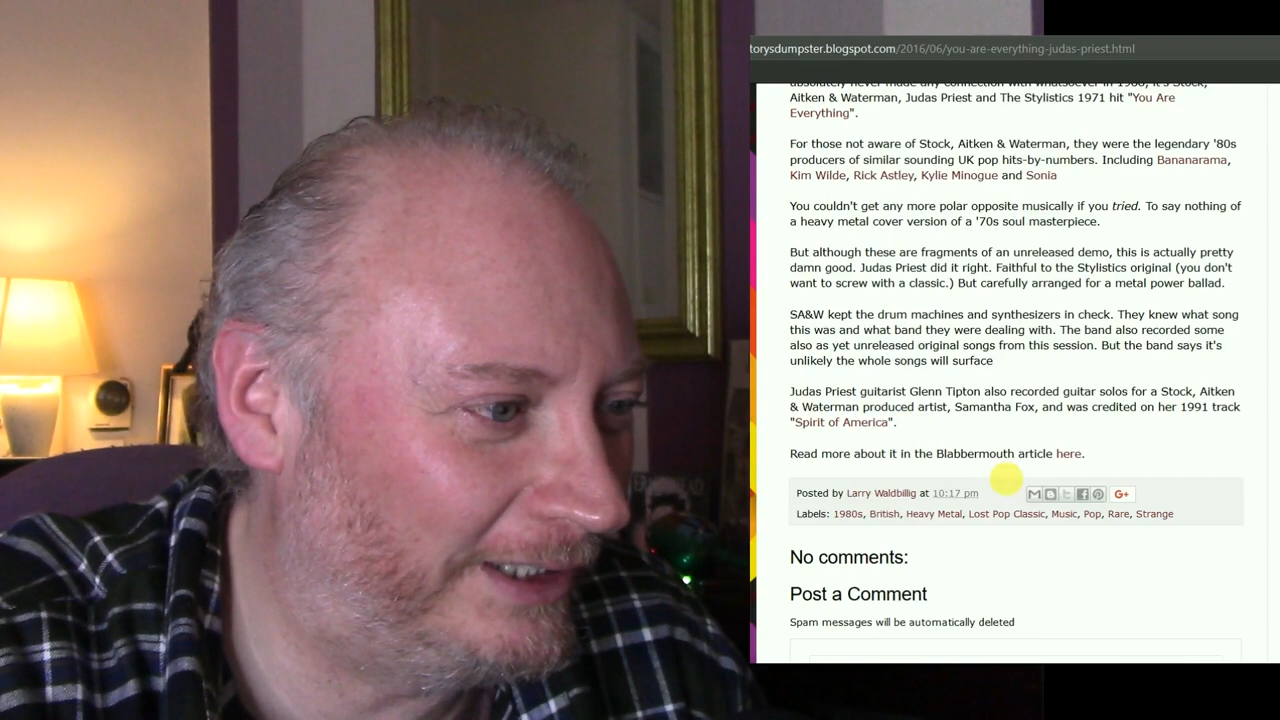 torysdumpster.blogspot.com/2016/06/you-are-everything-judas-priest.html
absolutely never made any connection with whatsoever in 1988, it's Stock,
Aitken & Waterman, Judas Priest and The Stylistics 1971 hit "You Are
Everything".
For those not aware of Stock, Aitken & Waterman, they were the legendary '80s
producers of similar sounding UK pop hits-by-numbers. Including Bananarama,
Kim Wilde, Rick Astley, Kylie Minogue and Sonia
You couldn't get any more polar opposite musically if you tried. To say nothing of
a heavy metal cover version of a '70s soul masterpiece.
But although these are fragments of an unreleased demo, this is actually pretty
damn good. Judas Priest did it right. Faithful to the Stylistics original (you don't
want to screw with a classic.) But carefully arranged for a metal power ballad.
SA&W kept the drum machines and synthesizers in check. They knew what song
this was and what band they were dealing with. The band also recorded some
also as yet unreleased original songs from this session. But the band says it's
unlikely the whole songs will surface
Judas Priest guitarist Glenn Tipton also recorded guitar solos for a Stock, Aitken
& Waterman produced artist, Samantha Fox, and was credited on her 1991 track
"Spirit of America".
Read more about it in the Blabbermouth article here.
Posted by Larry Waldbillig at 10:17 pm
G+
Labels: 1980s, British, Heavy Metal, Lost Pop Classic, Music, Pop, Rare, Strange
No comments:
Post a Comment
Spam messages will be automatically deleted